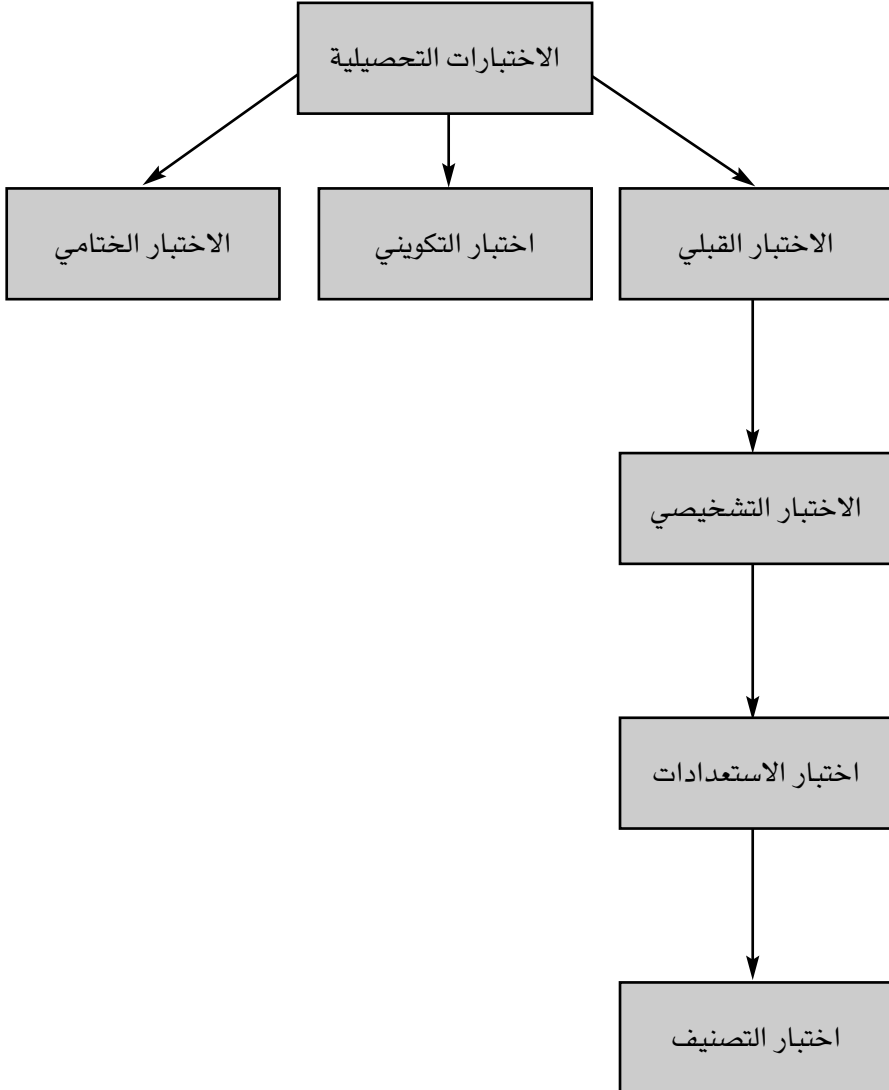 الاختبارات التحصيلية
الاختبار القبلي
اختبار التكويني
الاختبار الختامي
الاختبار التشخيصي
اختبار الاستعدادات
اختبار التصنيف